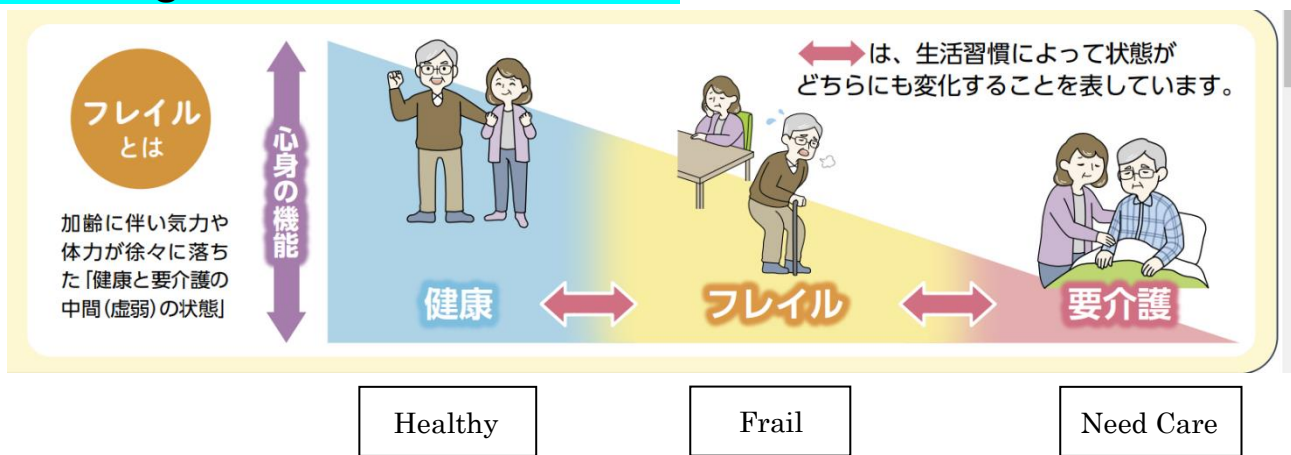 フレイル
とは
加齢に伴い気力や
体力が徐々に落ち
た「健康と要介護の
中間(虚弱)の状態」
心身の機能
は、生活習慣によって状態が
どちらにも変化することを表しています。
健康
フレイル
要介護
Healthy
Frail
Need Care